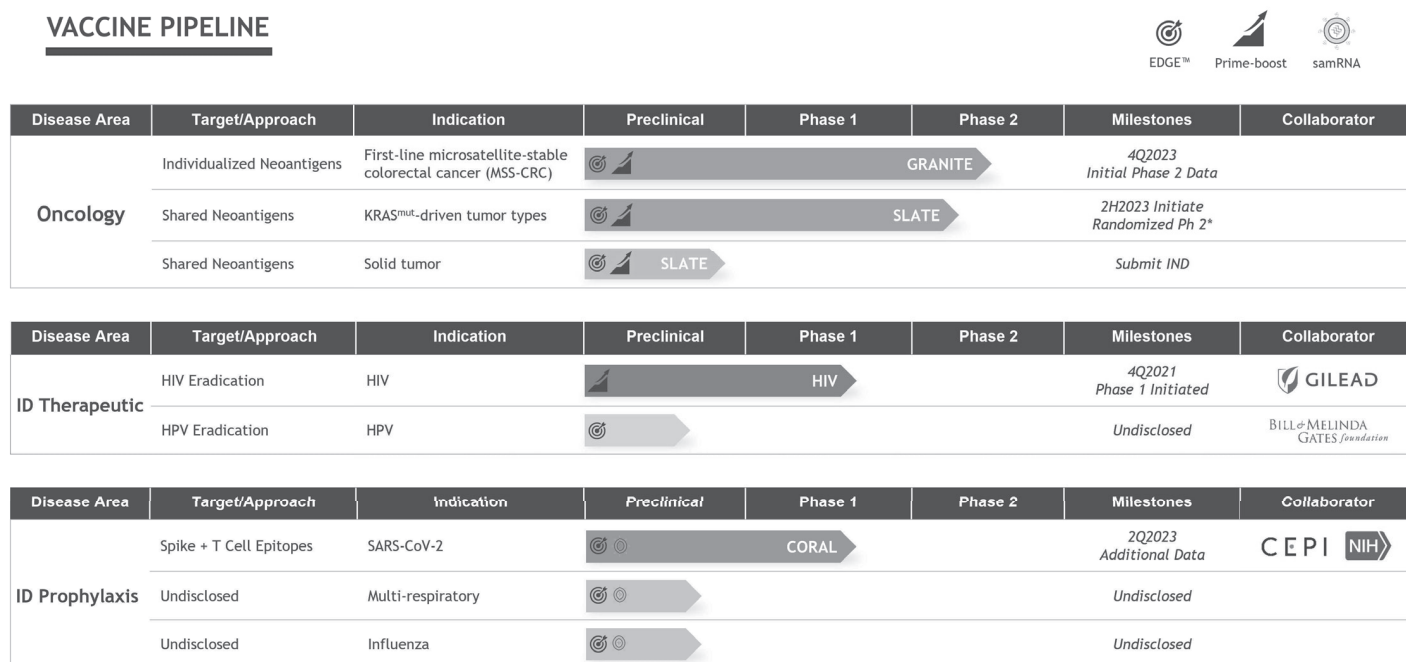 VACCINE PIPELINE
EDGE™ Prime-boost samRNA
Disease Area Target/Approach Indication Preclinical Phase 1 Phase 2 Milestones Collaborator
Oncology
Individualized Neoantigens
First-line microsatellite-stable
colorectal cancer (MSS-CRC)
GRANITE
4Q2023
Initial Phase 2 Data
Shared Neoantigens
KRASmut-driven tumor types
SLATE
2H2023 Initiate
Randomized Ph 2*
Shared Neoantigens
Solid tumor
SLATE
Submit IND
Disease Area Target/Approach Indication Preclinical Phase 1 Phase 2 Milestones Collaborator
ID Therapeutic
HIV Eradication
HIV
HIV
4Q2021
Phase 1 Initiated
GILEAD
HPV Eradication
HPV
Undisclosed
BILL & MELINDA
GATES foundation
Disease Area Target/Approach Indication Preclinical Phase 1 Phase 2 Milestones Collaborator
ID Prophylaxis
Spike + T Cell Epitopes
SARS-CoV-2
CORAL
2Q2023
Additional Data
CEPI NIH
Undisclosed
Multi-respiratory
Undisclosed
Undisclosed
Influenza
Undisclosed